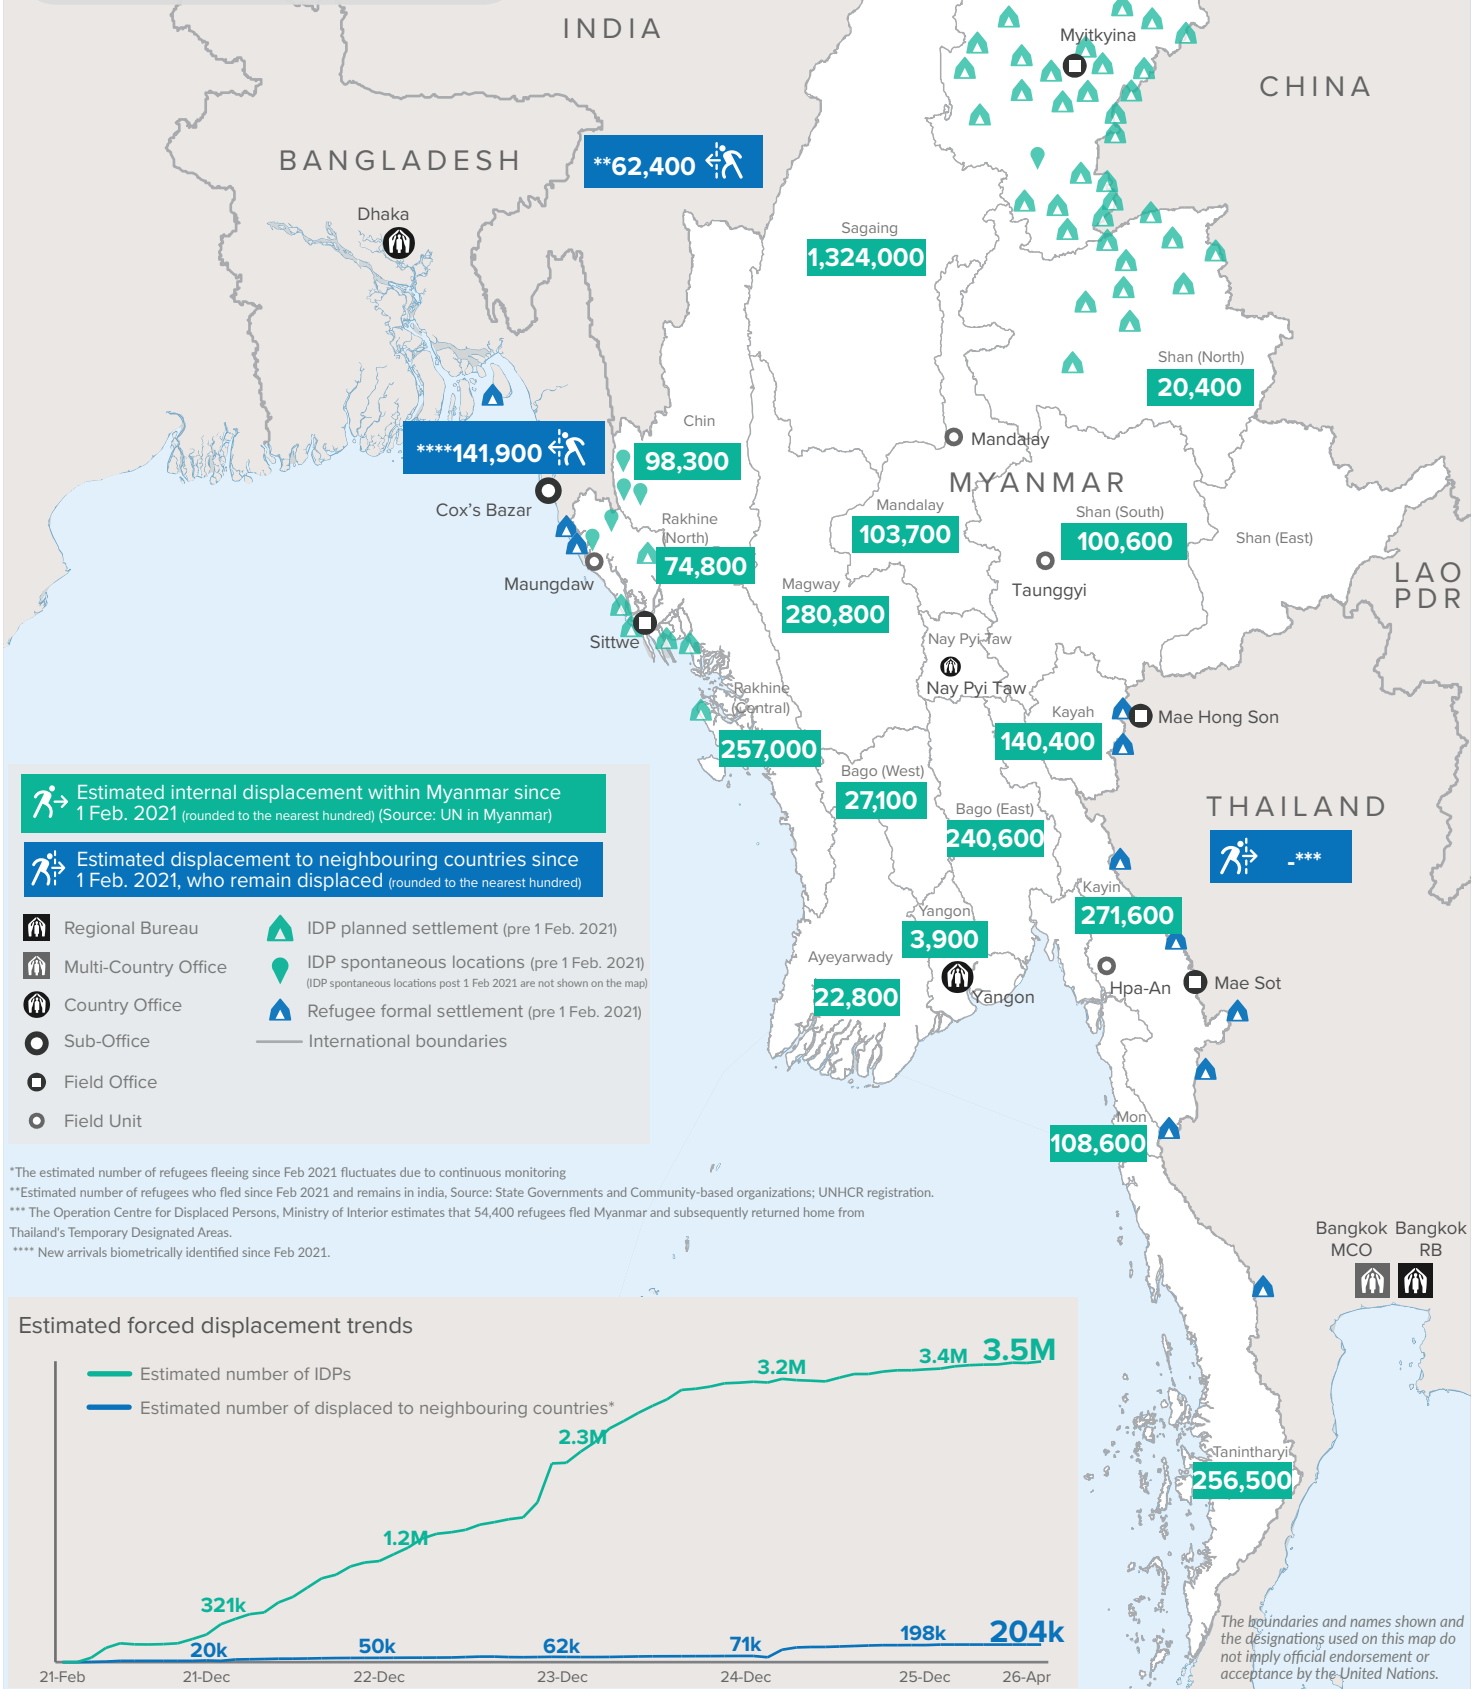 INDIA
Myitkyina
CHINA
BANGLADESH
**62,400
Dhaka
Sagaing
1,324,000
Shan (North)
20,400
Chin
98,300
****141,900
Mandalay
MYANMAR
Cox's Bazar
Rakhine
(North)
74,800
Mandalay
103,700
Shan (South)
100,600
Shan (East)
LAO
PDR
Maungdaw
Magway
280,800
Taunggyi
Sittwe
Nay Pyi Taw
Nay Pyi Taw
Rakhine
(Central)
257,000
Kayah
140,400
Mae Hong Son
Bago (West)
27,100
Bago (East)
240,600
THAILAND
-***
Kayin
271,600
Yangon
3,900
Ayeyarwady
22,800
Yangon
Hpa-An
Mae Sot
Mon
108,600
Bangkok
MCO
Bangkok
RB
Tanintharyi
256,500
Estimated internal displacement within Myanmar since
1 Feb. 2021 (rounded to the nearest hundred) (Source: UN in Myanmar)
Estimated displacement to neighbouring countries since
1 Feb. 2021, who remain displaced (rounded to the nearest hundred)
Regional Bureau
Multi-Country Office
Country Office
Sub-Office
Field Office
Field Unit
IDP planned settlement (pre 1 Feb. 2021)
IDP spontaneous locations (pre 1 Feb. 2021)
(IDP spontaneous locations post 1 Feb 2021 are not shown on the map)
Refugee formal settlement (pre 1 Feb. 2021)
International boundaries
*The estimated number of refugees fleeing since Feb 2021 fluctuates due to continuous monitoring
**Estimated number of refugees who fled since Feb 2021 and remains in india, Source: State Governments and Community-based organizations; UNHCR registration.
*** The Operation Centre for Displaced Persons, Ministry of Interior estimates that 54,400 refugees fled Myanmar and subsequently returned home from
Thailand's Temporary Designated Areas.
**** New arrivals biometrically identified since Feb 2021.
Estimated forced displacement trends
Estimated number of IDPs
Estimated number of displaced to neighbouring countries*
321k
1.2M
2.3M
3.2M
3.4M
3.5M
20k
50k
62k
71k
198k
204k
21-Feb
21-Dec
22-Dec
23-Dec
24-Dec
25-Dec
26-Apr
The boundaries and names shown and
the designations used on this map do
not imply official endorsement or
acceptance by the United Nations.